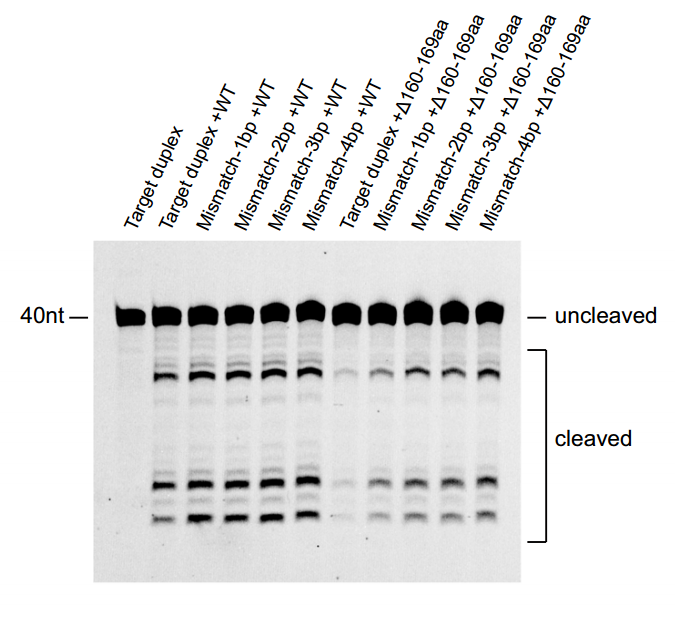 Target duplex
Target duplex +WT
Mismatch-1bp +WT
Mismatch-2bp +WT
Mismatch-3bp +WT
Mismatch-4bp +WT
Target duplex +Δ160-169aa
Mismatch-1bp +Δ160-169aa
Mismatch-2bp +Δ160-169aa
Mismatch-3bp +Δ160-169aa
Mismatch-4bp +Δ160-169aa
40nt
uncleaved
cleaved